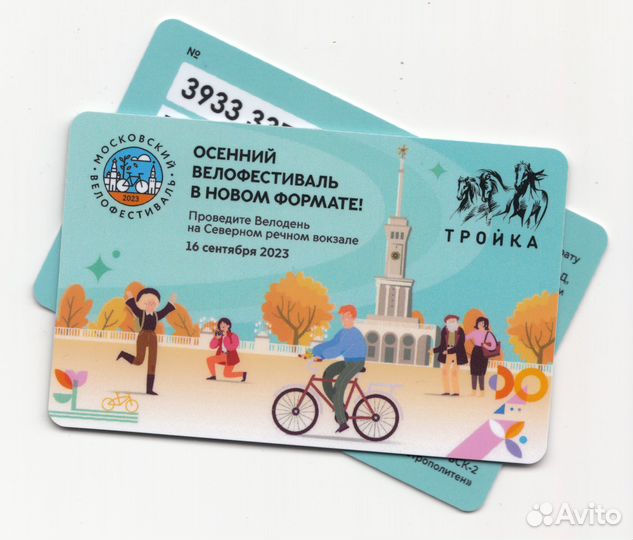 №
3933 337
МОСКОВСКИЙ
ВЕЛОФЕСТИВАЛЬ
2023
ОСЕННИЙ
ВЕЛОФЕСТИВАЛЬ
В НОВОМ ФОРМАТЕ!
Проведите Велодень
на Северном речном вокзале
16 сентября 2023
ТРОЙКА
Avito